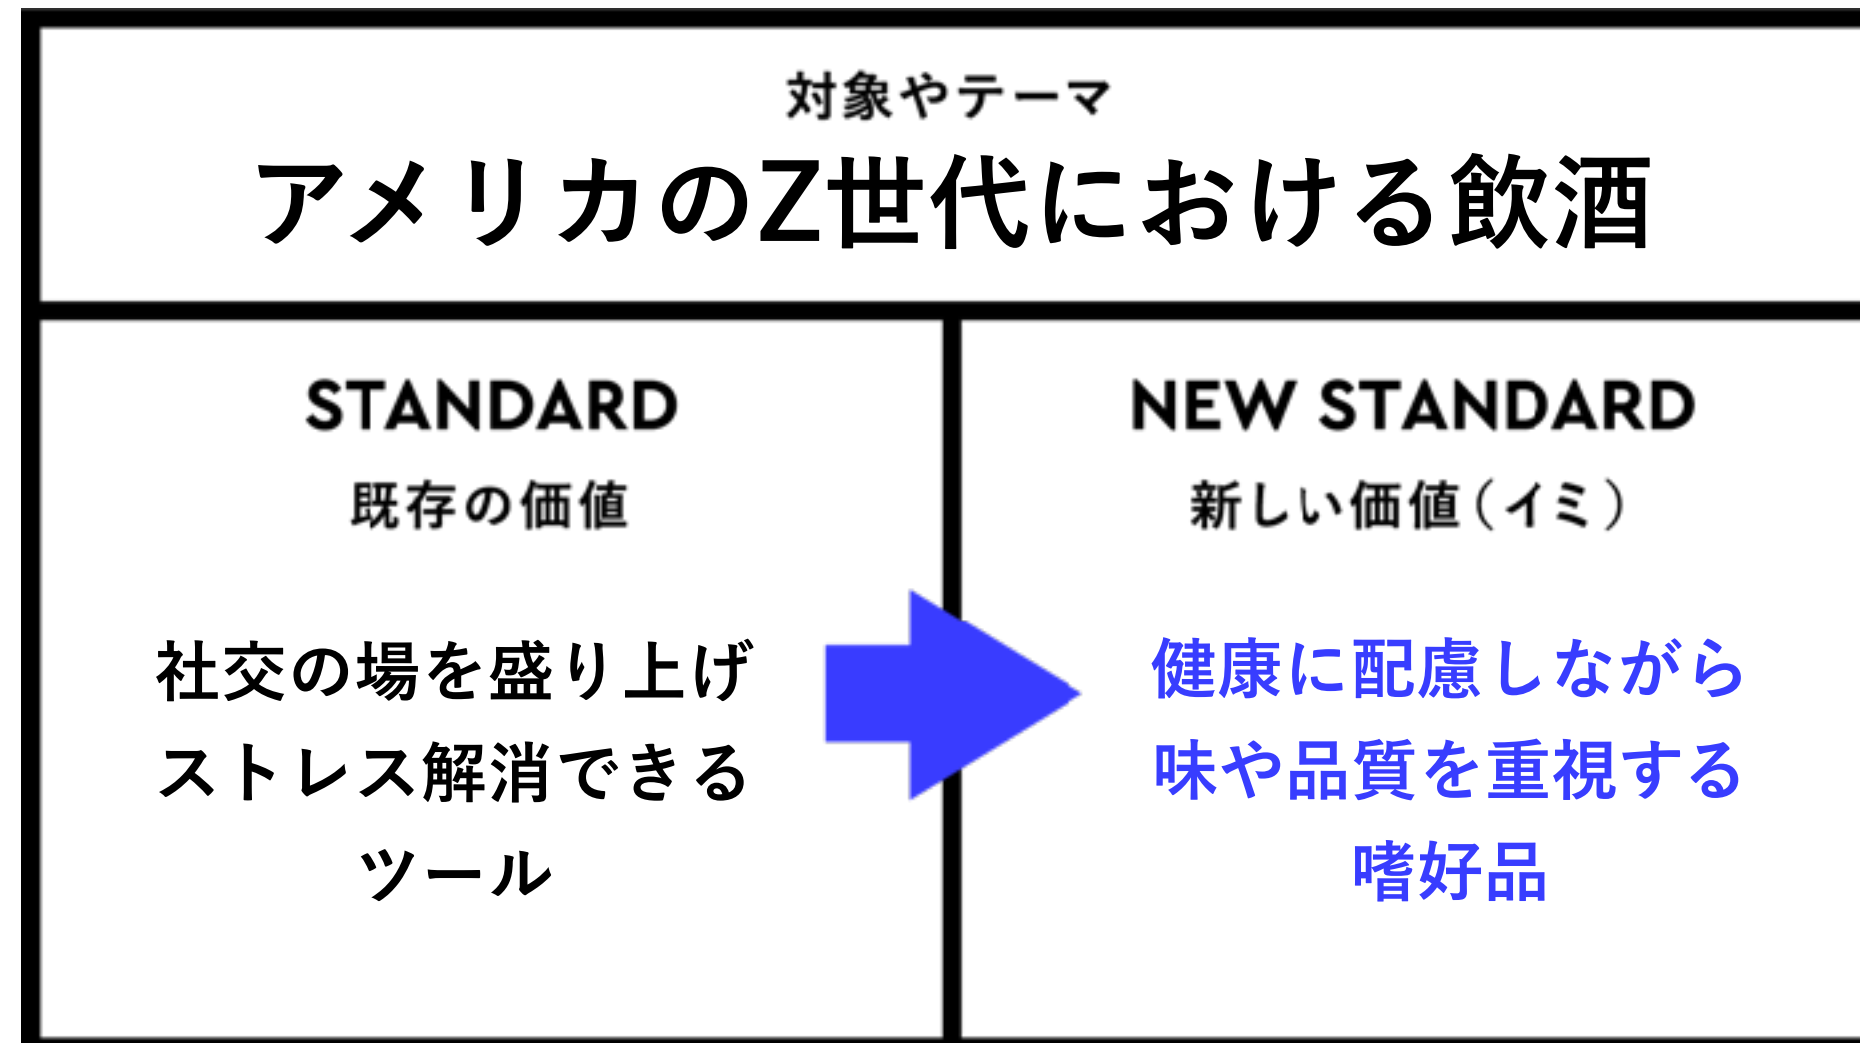 対象やテーマ
アメリカのZ世代における飲酒
STANDARD
既存の価値
社交の場を盛り上げ
ストレス解消できる
ツール
NEW STANDARD
新しい価値(イミ)
健康に配慮しながら
味や品質を重視する
嗜好品